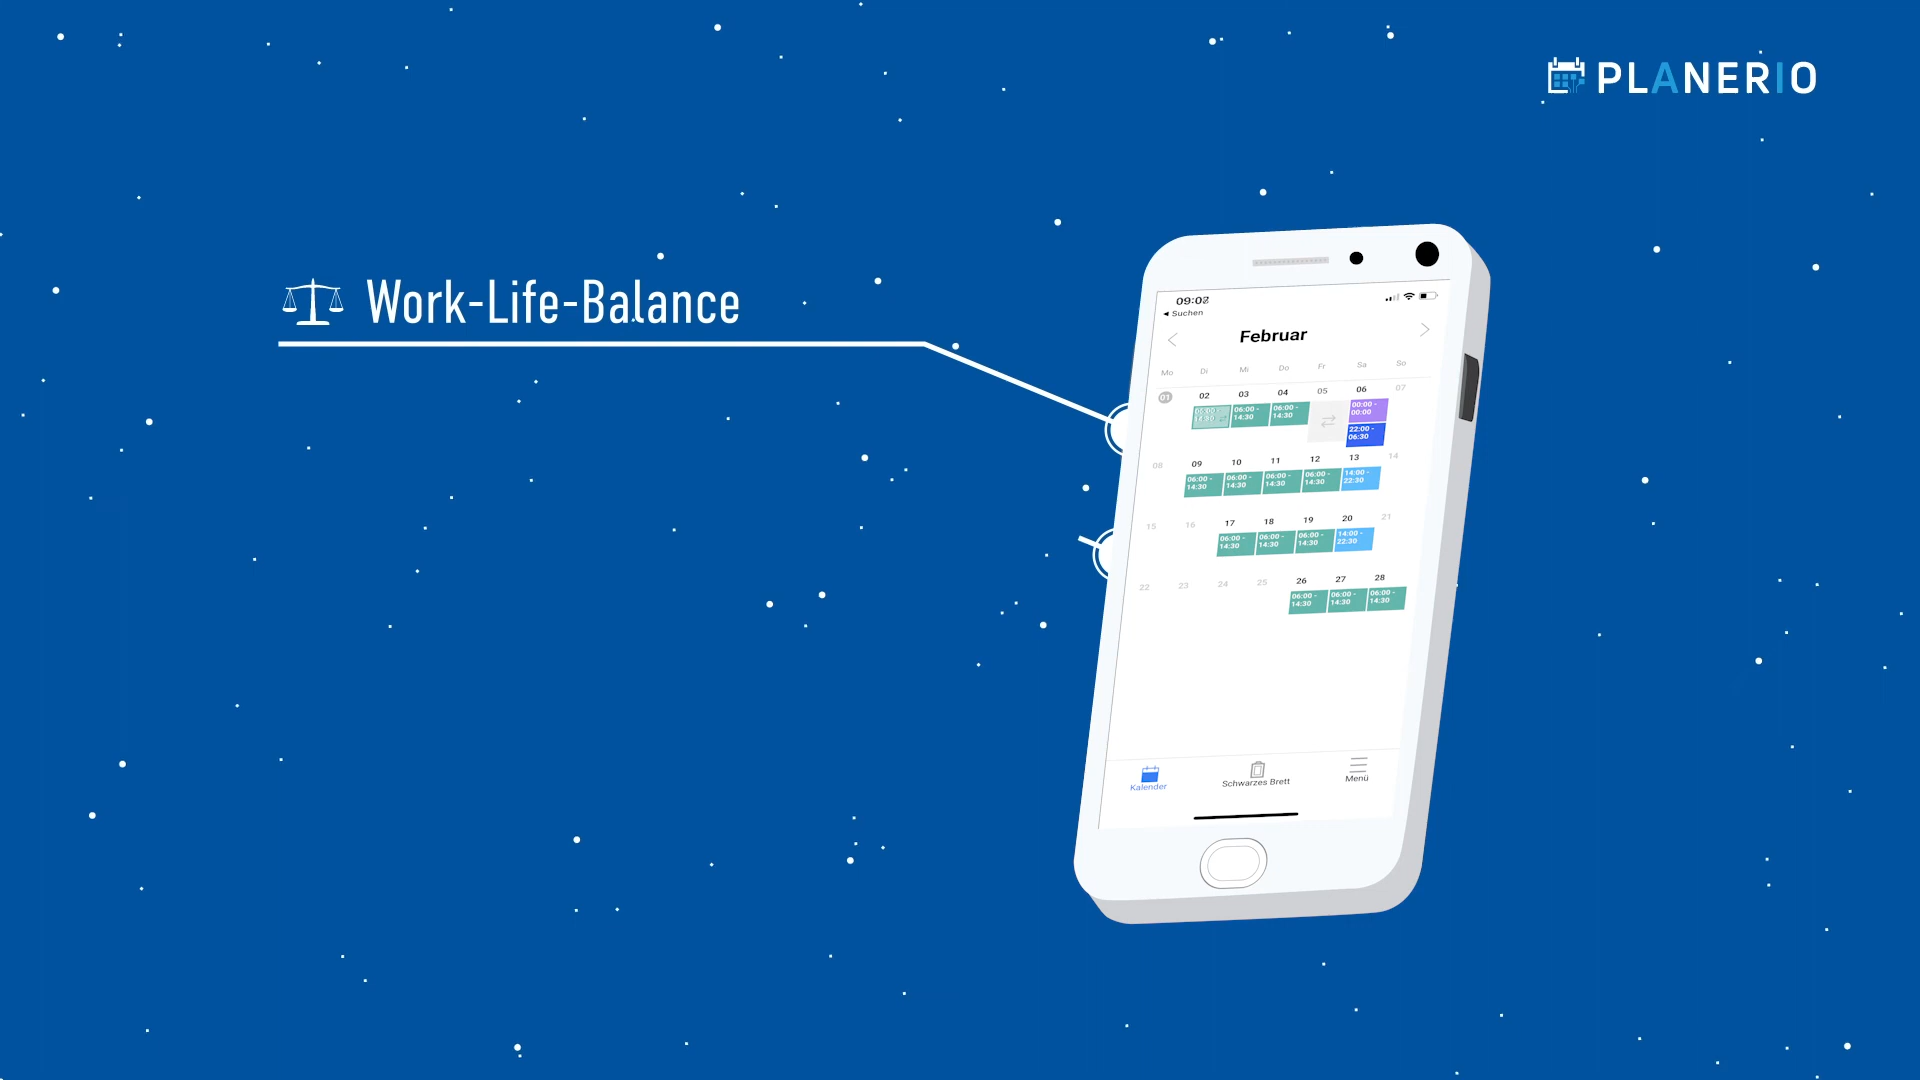 PLANERIO
Work-Life-Balance
Suchen
Februar
Mo Di Mi Do Fr Sa So
01 02 03 04 05 06 07
06:00 - 14:30 06:00 - 14:30 06:00 - 14:30 00:00 - 00:00
22:00 - 06:30
08 09 10 11 12 13 14
06:00 - 14:30 06:00 - 14:30 06:00 - 14:30 06:00 - 14:30 14:00 - 22:30
15 16 17 18 19 20 21
06:00 - 14:30 06:00 - 14:30 06:00 - 14:30 14:00 - 22:30
22 23 24 25 26 27 28
06:00 - 14:30 06:00 - 14:30 06:00 - 14:30
Kalender Schwarzes Brett Menü